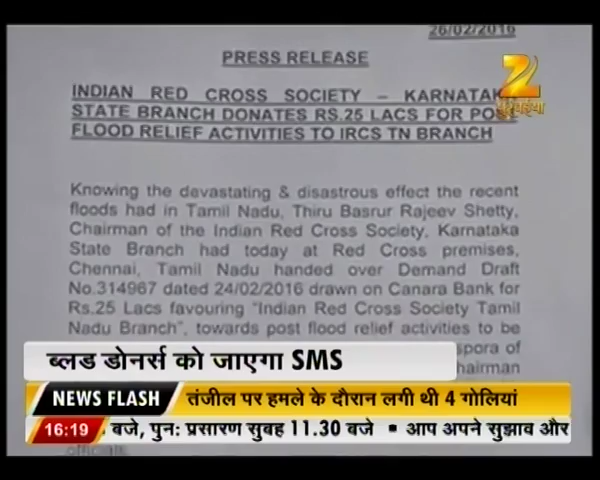 26/02/2016
PRESS RELEASE
INDIAN RED CROSS SOCIETY – KARNATAKA
STATE BRANCH DONATES RS.25 LACS FOR POST
FLOOD RELIEF ACTIVITIES TO IRCS TN BRANCH
Knowing the devastating & disastrous effect the recent
floods had in Tamil Nadu, Thiru Basrur Rajeev Shetty,
Chairman of the Indian Red Cross Society, Karnataka
State Branch had today at Red Cross premises,
Chennai, Tamil Nadu handed over Demand Draft
No.314967 dated 24/02/2016 drawn on Canara Bank for
Rs.25 Lacs favouring "Indian Red Cross Society Tamil
Nadu Branch", towards post flood relief activities to be
spora of
hairman
ब्लड डोनर्स को जाएगा SMS
NEWS FLASH तंजील पर हमले के दौरान लगी थी 4 गोलियां
16:19 बजे, पुन: प्रसारण सुबह 11.30 बजे ▪ आप अपने सुझाव और